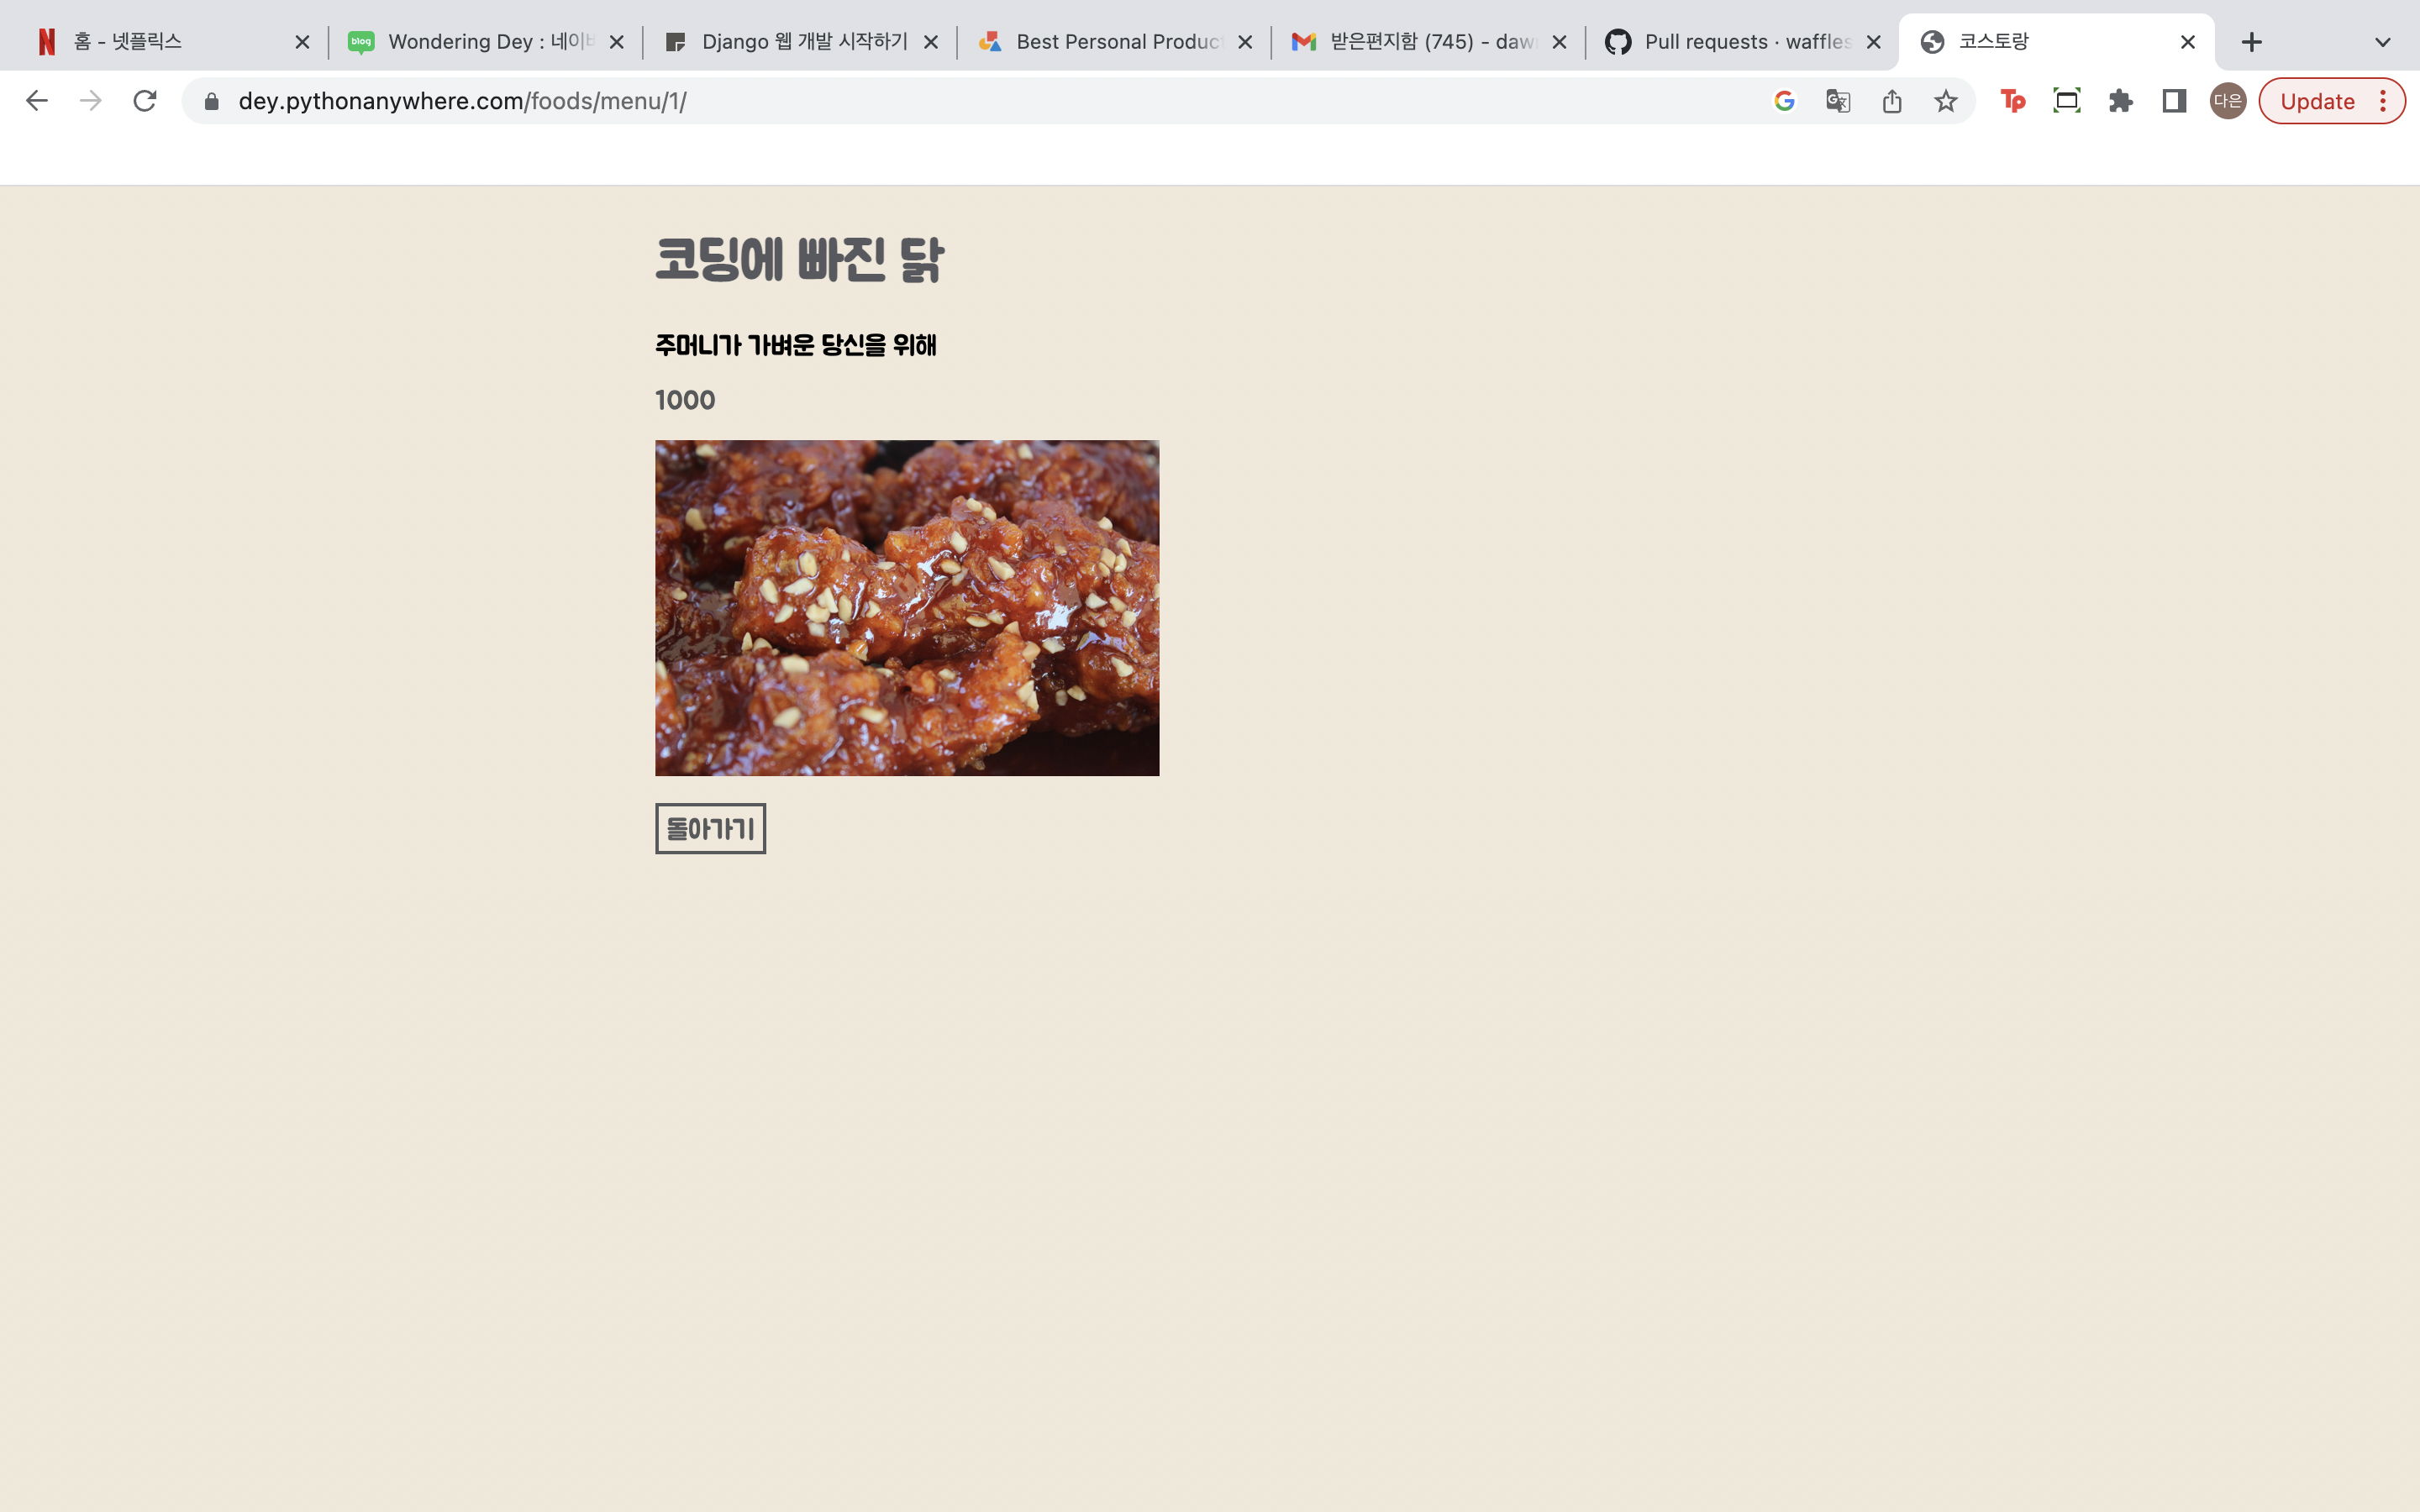 홈 - 넷플릭스
blog
Wondering Dey : 네이
Django 웹 개발 시작하기
Best Personal Produc
받은편지함 (745) - daw
Pull requests · waffles
코스토랑
dey.pythonanywhere.com/foods/menu/1/
Tp
다은
Update
코딩에 빠진 닭
주머니가 가벼운 당신을 위해
1000
돌아가기